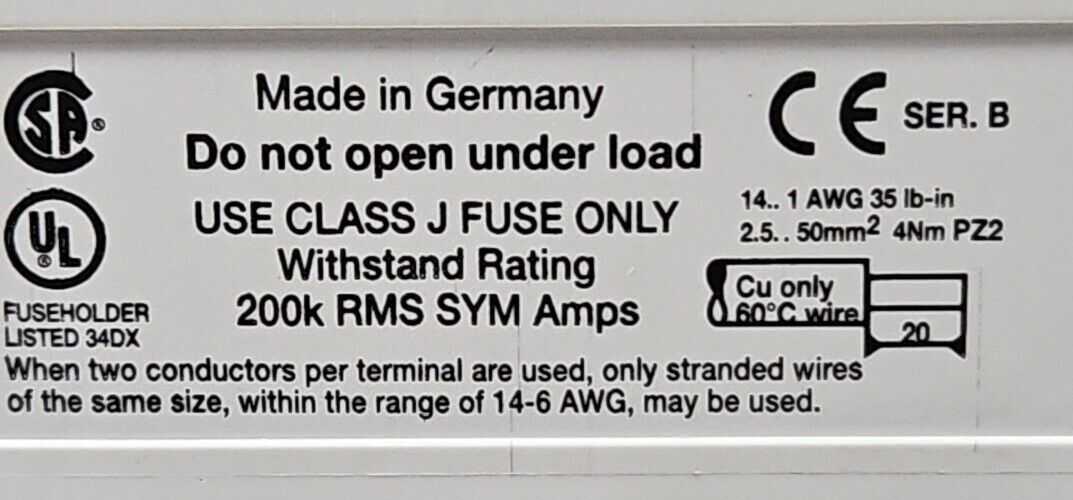 SA ®
Made in Germany
CE SER. B
Do not open under load
UL ®
USE CLASS J FUSE ONLY
14.. 1 AWG 35 lb-in
2.5.. 50mm² 4Nm PZ2
Withstand Rating
200k RMS SYM Amps
Cu only
60°C wire
20
FUSEHOLDER
LISTED 34DX
When two conductors per terminal are used, only stranded wires
of the same size, within the range of 14-6 AWG, may be used.